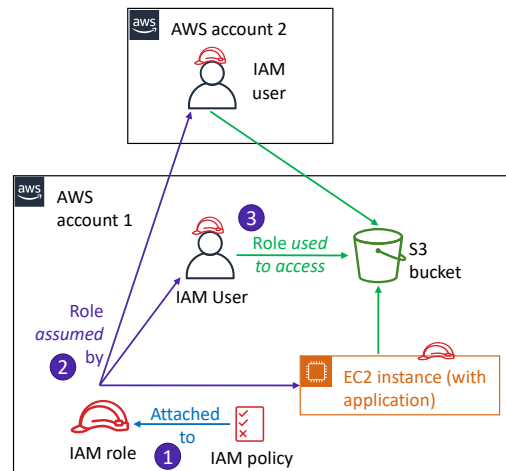 aws
AWS account 2
IAM
user
aws
AWS
account 1
3
Role used
to access
S3
bucket
IAM User
Role
assumed
by
2
EC2 instance (with
application)
Attached
to
1
IAM role
IAM policy